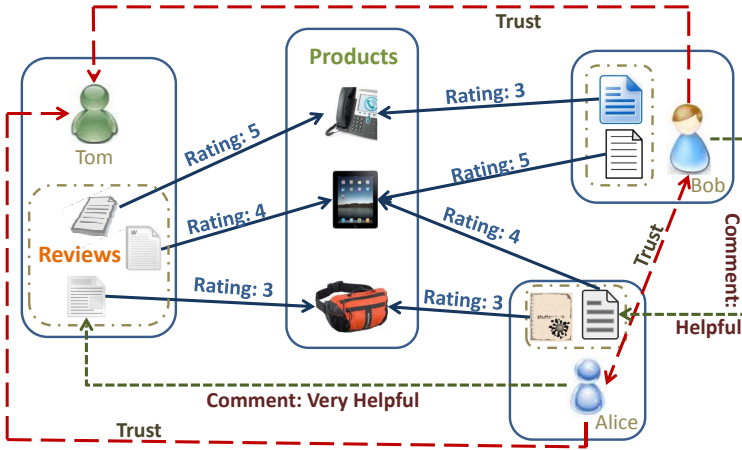 Trust
Products
Tom
Rating: 5
Rating: 3
Bob
Rating: 5
Rating: 4
Reviews
Rating: 4
Trust
Comment:
Helpful
Rating: 3
Rating: 3
Comment: Very Helpful
Alice
Trust